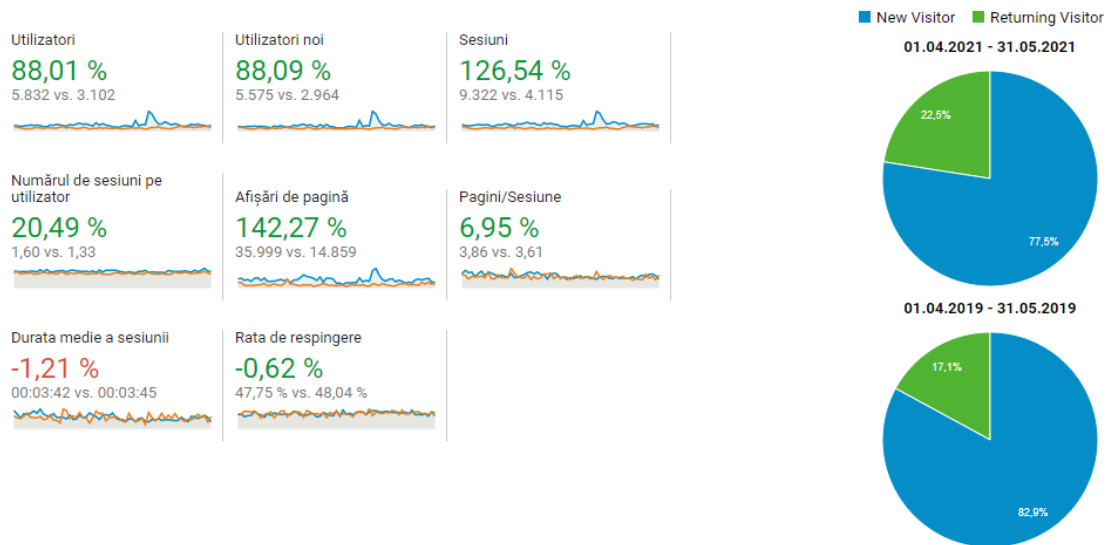 Utilizatori
88,01 %
5.832 vs. 3.102
Utilizatori noi
88,09 %
5.575 vs. 2.964
Sesiuni
126,54 %
9.322 vs. 4.115
Numărul de sesiuni pe
utilizator
20,49 %
1,60 vs. 1,33
Afișări de pagină
142,27 %
35.999 vs. 14.859
Pagini/Sesiune
6,95 %
3,86 vs. 3,61
Durata medie a sesiunii
-1,21 %
00:03:42 vs. 00:03:45
Rata de respingere
-0,62 %
47,75 % vs. 48,04 %
New Visitor
Returning Visitor
01.04.2021 - 31.05.2021
22,5%
77,5%
01.04.2019 - 31.05.2019
17,1%
82,9%